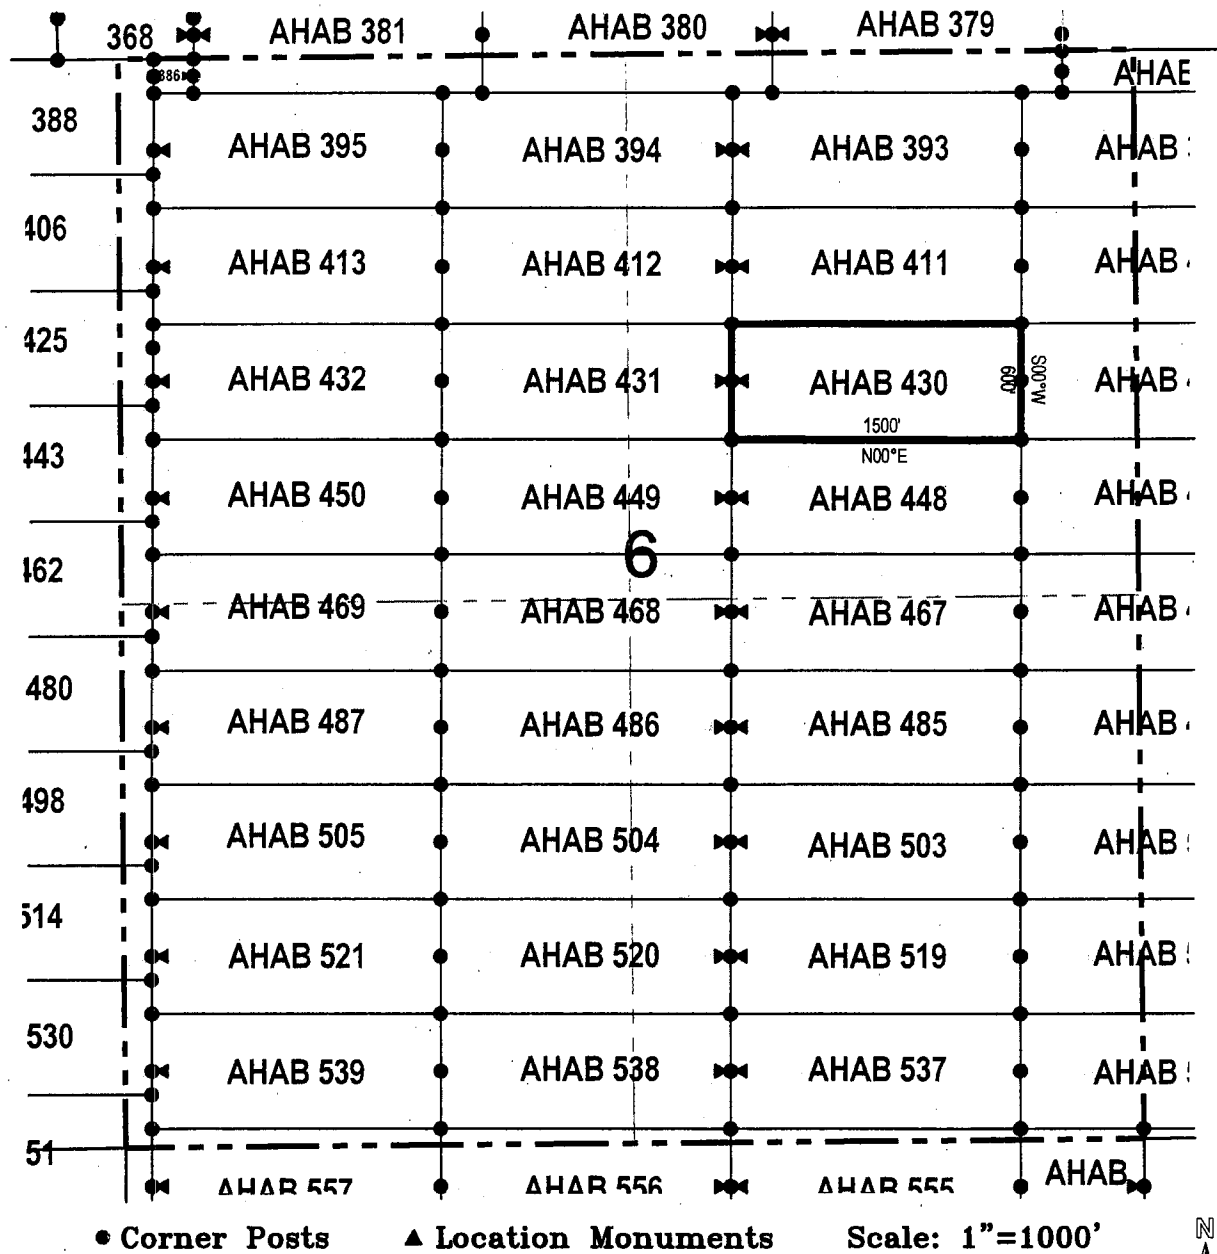 368 AHAB 381 AHAB 380 AHAB 379
386 AHAB
388 AHAB 395 AHAB 394 AHAB 393 AHAB
406 AHAB 413 AHAB 412 AHAB 411 AHAB
425 AHAB 432 AHAB 431 AHAB 430 600' S00°W AHAB
1500'
N00°E
443 AHAB 450 AHAB 449 AHAB 448 AHAB
6
462 AHAB 469 AHAB 468 AHAB 467 AHAB
480 AHAB 487 AHAB 486 AHAB 485 AHAB
498 AHAB 505 AHAB 504 AHAB 503 AHAB
514 AHAB 521 AHAB 520 AHAB 519 AHAB
530 AHAB 539 AHAB 538 AHAB 537 AHAB
51 AHAB 557 AHAB 556 AHAB 555 AHAB
Corner Posts Location Monuments Scale: 1"=1000' N